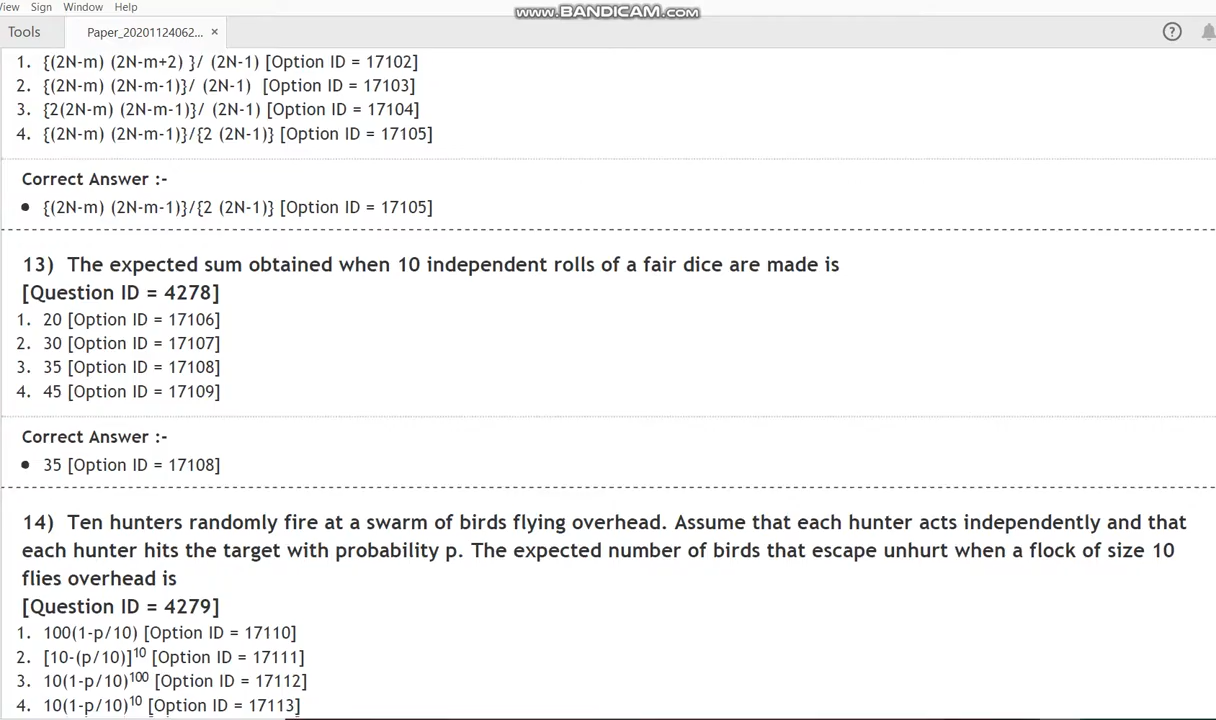 View Sign Window Help
www.BANDICAM.com
Tools Paper_20201124062... ×
1. {(2N-m) (2N-m+2) }/ (2N-1) [Option ID = 17102]
2. {(2N-m) (2N-m-1)}/ (2N-1) [Option ID = 17103]
3. {2(2N-m) (2N-m-1)}/ (2N-1) [Option ID = 17104]
4. {(2N-m) (2N-m-1)}/{2 (2N-1)} [Option ID = 17105]
Correct Answer :-
• {(2N-m) (2N-m-1)}/{2 (2N-1)} [Option ID = 17105]
13) The expected sum obtained when 10 independent rolls of a fair dice are made is
[Question ID = 4278]
1. 20 [Option ID = 17106]
2. 30 [Option ID = 17107]
3. 35 [Option ID = 17108]
4. 45 [Option ID = 17109]
Correct Answer :-
• 35 [Option ID = 17108]
14) Ten hunters randomly fire at a swarm of birds flying overhead. Assume that each hunter acts independently and that
each hunter hits the target with probability p. The expected number of birds that escape unhurt when a flock of size 10
flies overhead is
[Question ID = 4279]
1. 100(1-p/10) [Option ID = 17110]
2. [10-(p/10)]¹⁰ [Option ID = 17111]
3. 10(1-p/10)¹⁰⁰ [Option ID = 17112]
4. 10(1-p/10)¹⁰ [Option ID = 17113]